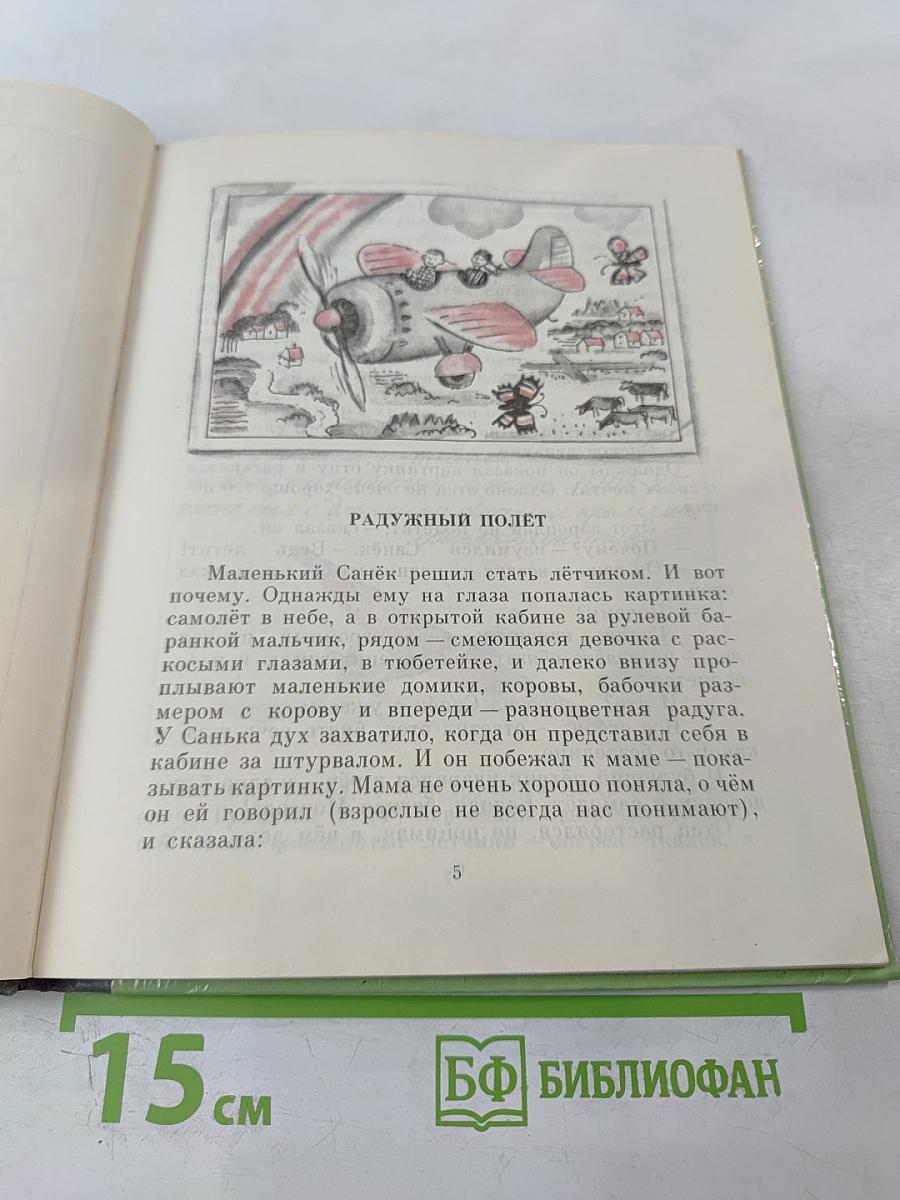 РАДУЖНЫЙ ПОЛЁТ
Маленький Санёк решил стать лётчиком. И вот
почему. Однажды ему на глаза попалась картинка:
самолёт в небе, а в открытой кабине за рулевой ба-
ранкой мальчик, рядом — смеющаяся девочка с рас-
косыми глазами, в тюбетейке, и далеко внизу про-
плывают маленькие домики, коровы, бабочки раз-
мером с корову и впереди — разноцветная радуга.
У Санька дух захватило, когда он представил себя в
кабине за штурвалом. И он побежал к маме — пока-
зывать картинку. Мама не очень хорошо поняла, о чём
он ей говорил (взрослые не всегда нас понимают),
и сказала:
5
15 см
БФ БИБЛИОФАН